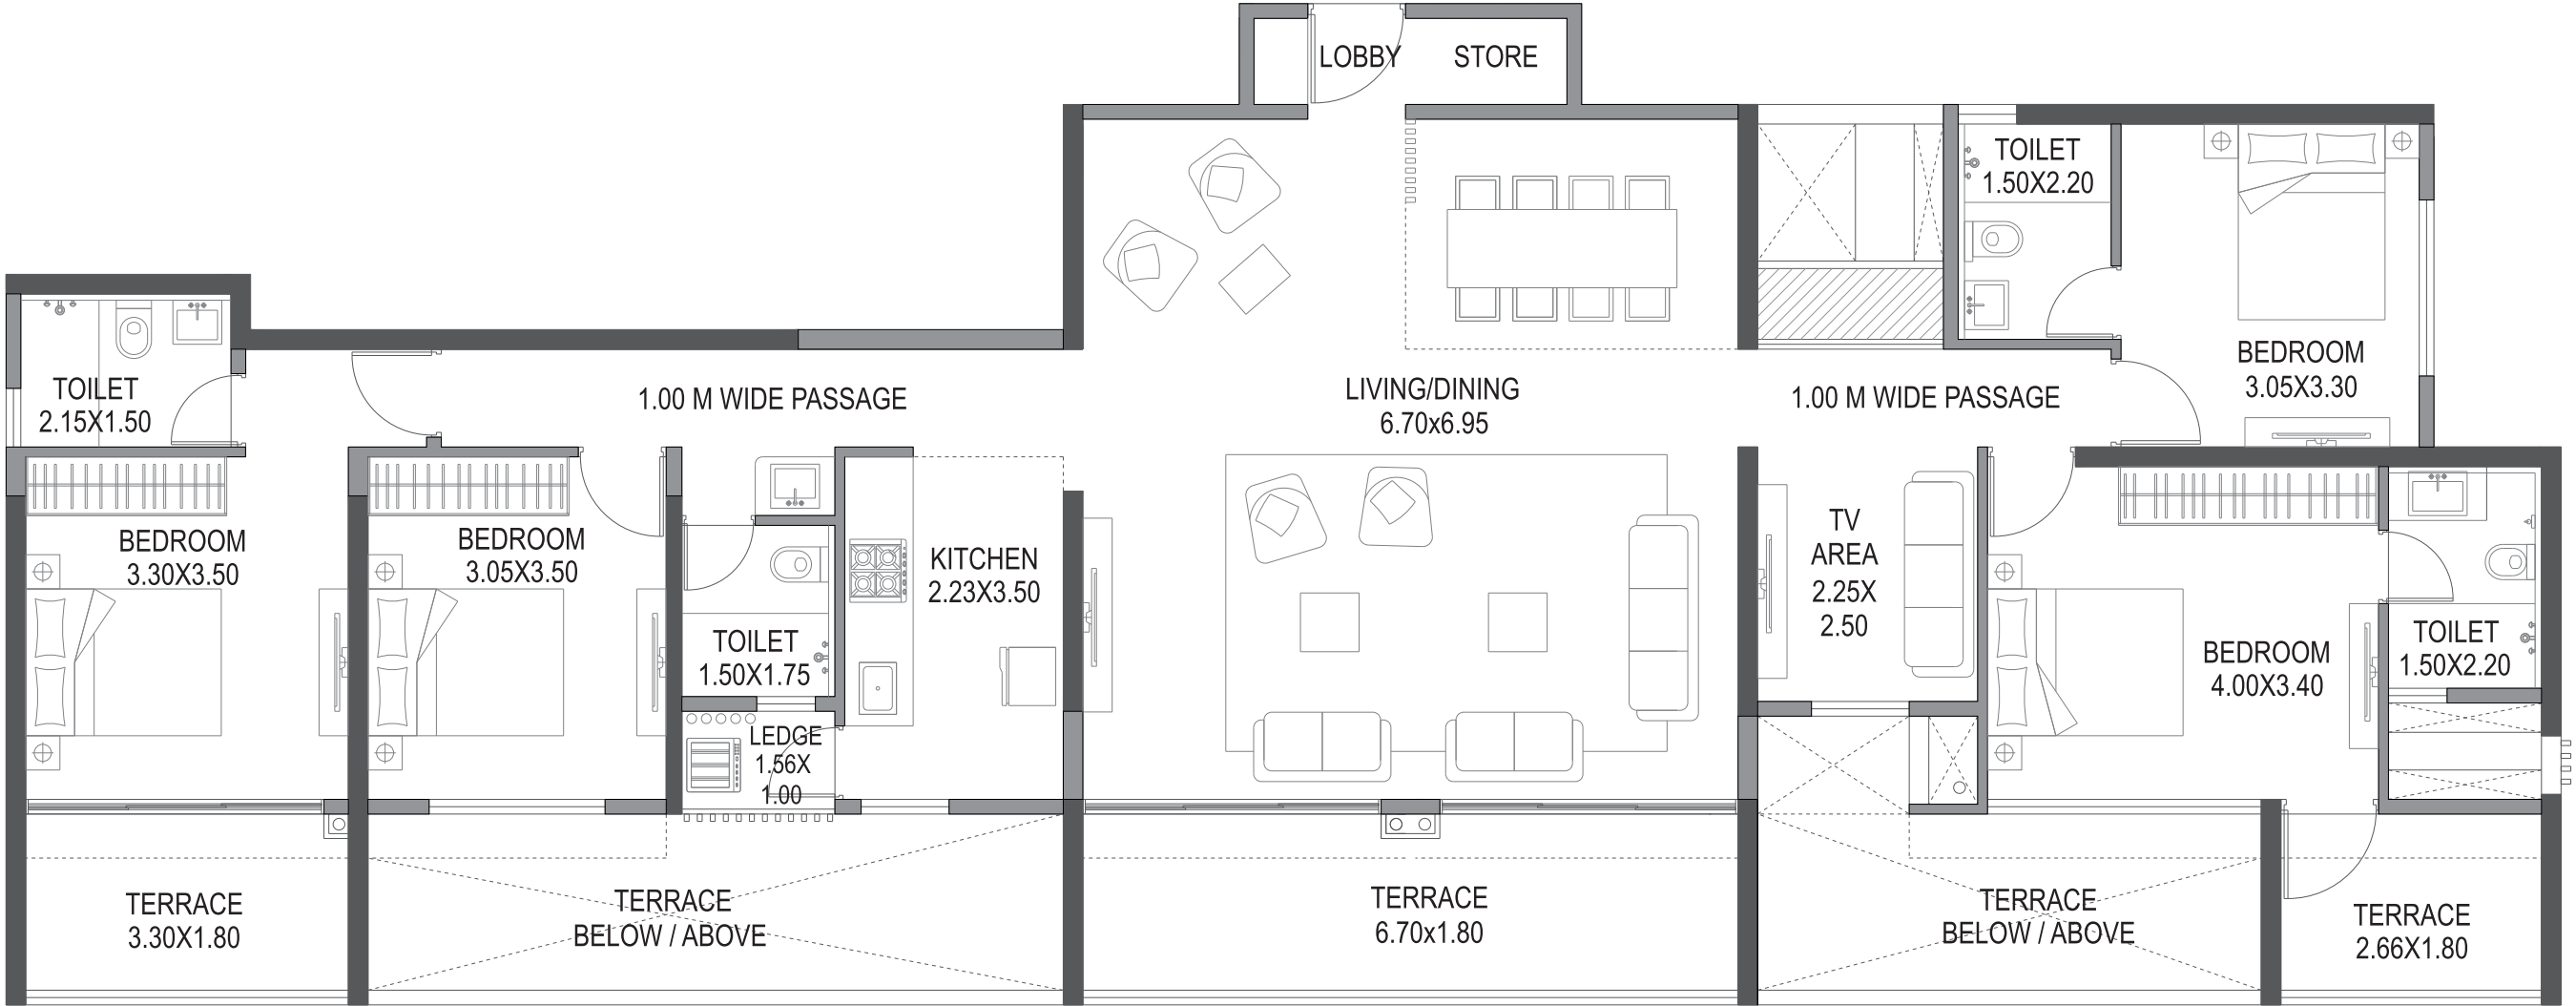 LOBBY
STORE
TOILET
1.50X2.20
BEDROOM
3.05X3.30
TOILET
2.15X1.50
1.00 M WIDE PASSAGE
LIVING/DINING
6.70x6.95
1.00 M WIDE PASSAGE
BEDROOM
3.30X3.50
BEDROOM
3.05X3.50
TOILET
1.50X1.75
KITCHEN
2.23X3.50
TV
AREA
2.25X
2.50
BEDROOM
4.00X3.40
TOILET
1.50X2.20
LEDGE
1.56X
1.00
TERRACE
3.30X1.80
TERRACE
BELOW / ABOVE
TERRACE
6.70x1.80
TERRACE
BELOW / ABOVE
TERRACE
2.66X1.80